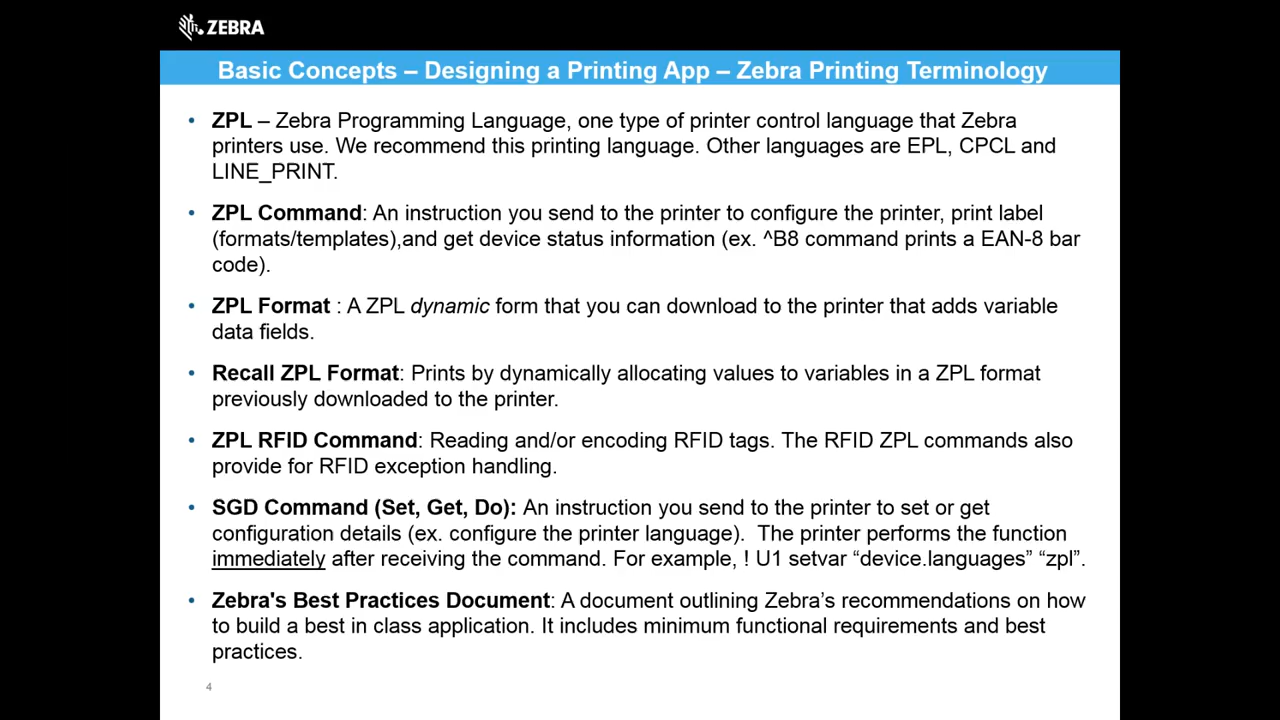 ZEBRA
Basic Concepts – Designing a Printing App – Zebra Printing Terminology
• ZPL – Zebra Programming Language, one type of printer control language that Zebra
printers use. We recommend this printing language. Other languages are EPL, CPCL and
LINE_PRINT.
• ZPL Command: An instruction you send to the printer to configure the printer, print label
(formats/templates),and get device status information (ex. ^B8 command prints a EAN-8 bar
code).
• ZPL Format : A ZPL dynamic form that you can download to the printer that adds variable
data fields.
• Recall ZPL Format: Prints by dynamically allocating values to variables in a ZPL format
previously downloaded to the printer.
• ZPL RFID Command: Reading and/or encoding RFID tags. The RFID ZPL commands also
provide for RFID exception handling.
• SGD Command (Set, Get, Do): An instruction you send to the printer to set or get
configuration details (ex. configure the printer language).  The printer performs the function
immediately after receiving the command. For example, ! U1 setvar “device.languages” “zpl”.
• Zebra's Best Practices Document: A document outlining Zebra’s recommendations on how
to build a best in class application. It includes minimum functional requirements and best
practices.
4